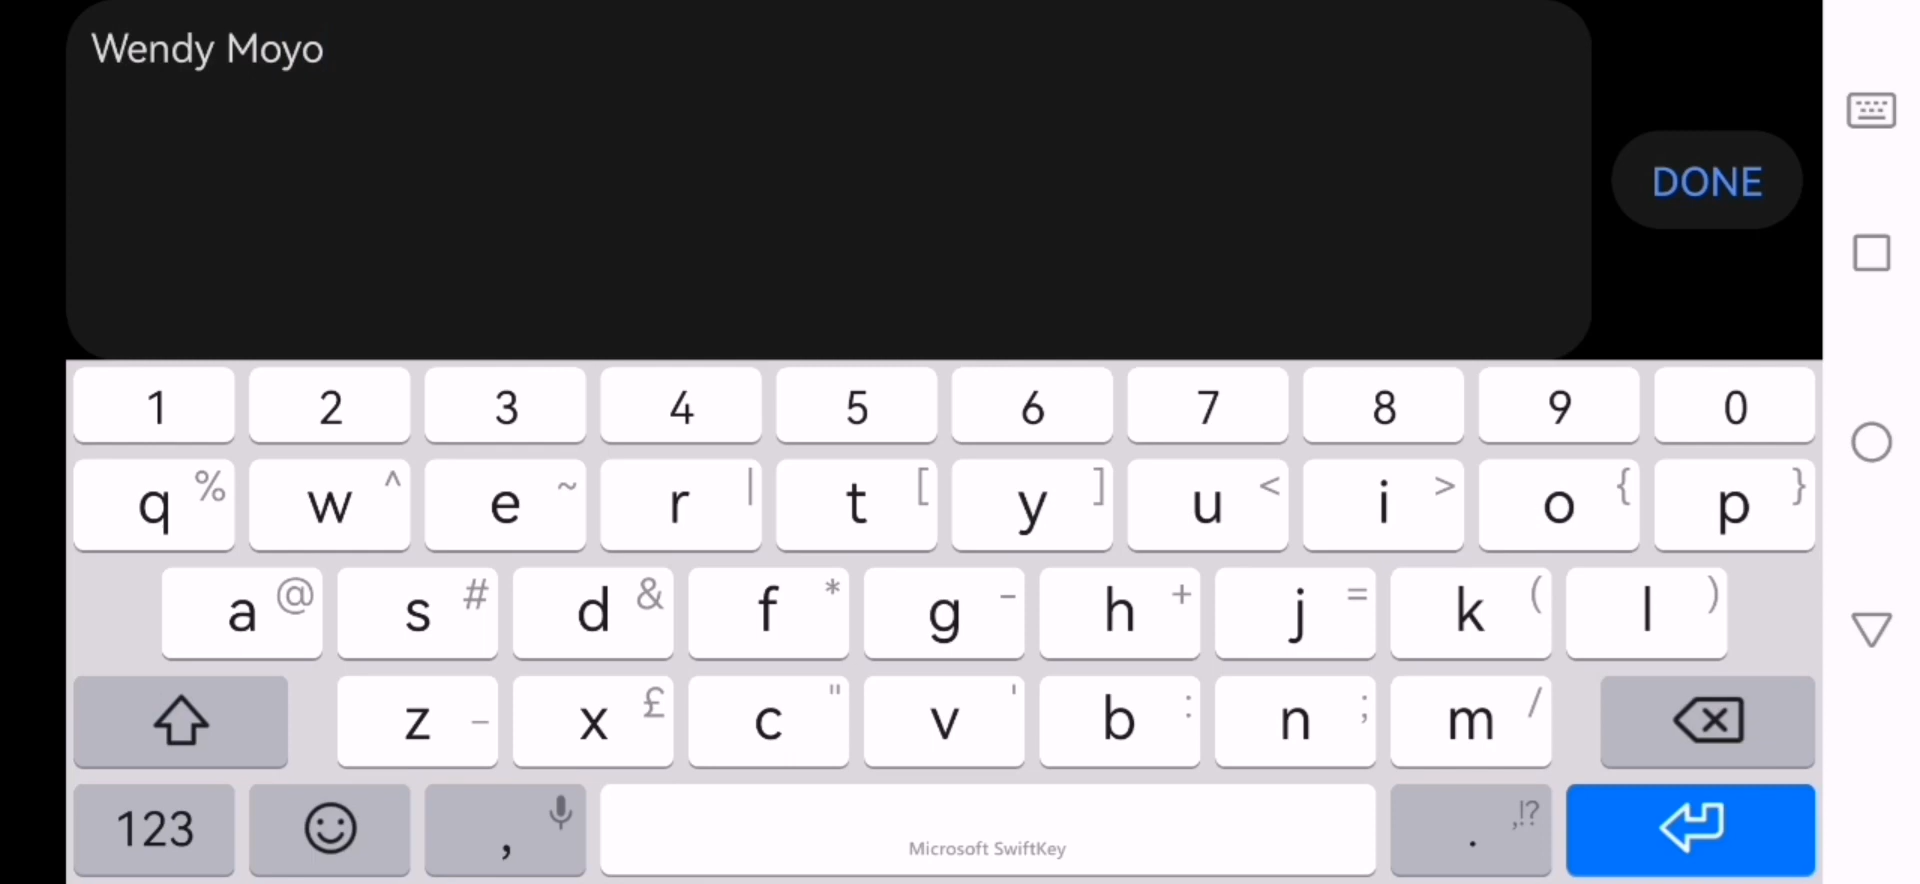 Wendy Moyo
DONE
1 2 3 4 5 6 7 8 9 0
q % w ^ e ~ r | t [ y ] u < i > o { p }
a @ s # d & f * g - h + j = k ( l )
z _ x £ c " v ' b : n ; m /
123 , Microsoft SwiftKey . ,!?